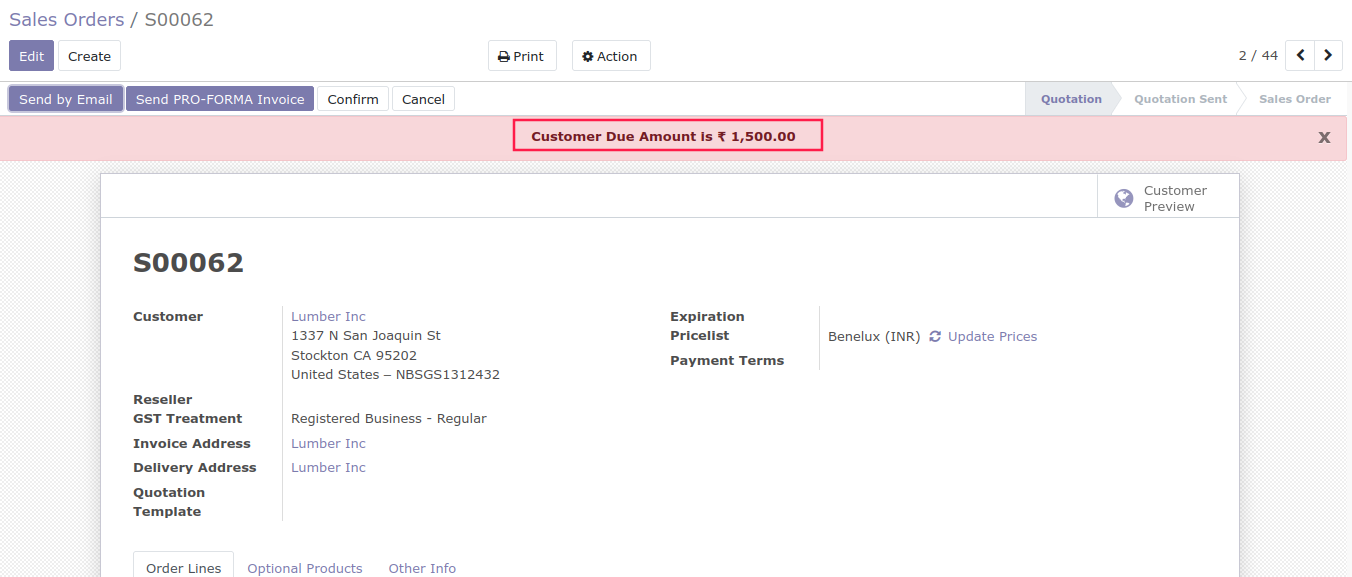 Sales Orders / S00062
Edit Create Print Action 2 / 44
Send by Email Send PRO-FORMA Invoice Confirm Cancel Quotation Quotation Sent Sales Order
Customer Due Amount is ₹ 1,500.00 X
Customer
Preview
S00062
Customer Lumber Inc
1337 N San Joaquin St
Stockton CA 95202
United States – NBSGS1312432
Reseller
GST Treatment Registered Business - Regular
Invoice Address Lumber Inc
Delivery Address Lumber Inc
Quotation
Template
Expiration
Pricelist Benelux (INR) Update Prices
Payment Terms
Order Lines Optional Products Other Info